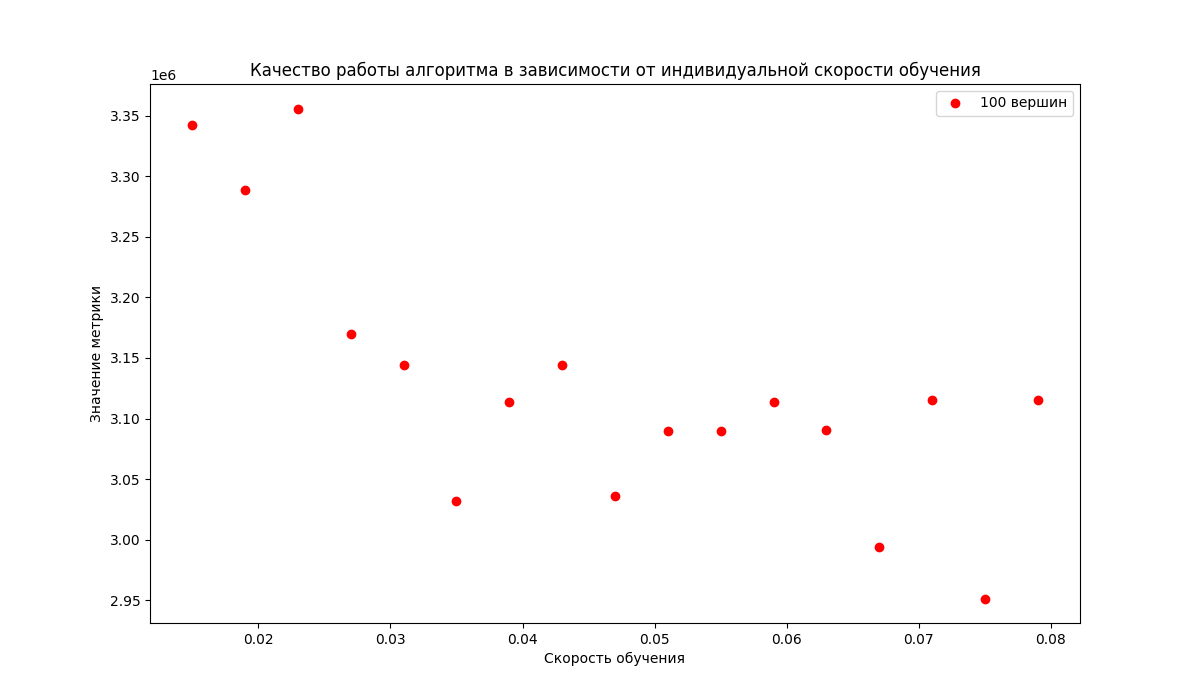 Качество работы алгоритма в зависимости от индивидуальной скорости обучения
1e6
100 вершин
3.35
3.30
3.25
3.20
3.15
3.10
3.05
3.00
2.95
Значение метрики
0.02 0.03 0.04 0.05 0.06 0.07 0.08
Скорость обучения